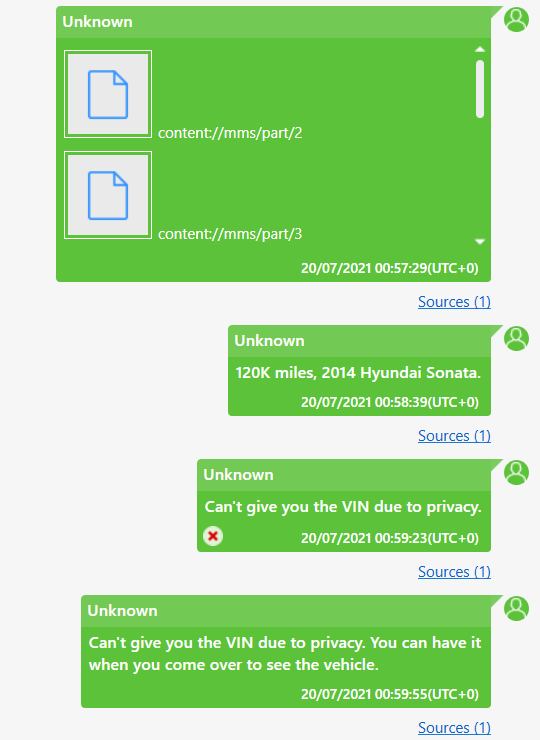 Unknown
content://mms/part/2
content://mms/part/3
20/07/2021 00:57:29(UTC+0)
Sources (1)
Unknown
120K miles, 2014 Hyundai Sonata.
20/07/2021 00:58:39(UTC+0)
Sources (1)
Unknown
Can't give you the VIN due to privacy.
20/07/2021 00:59:23(UTC+0)
Sources (1)
Unknown
Can't give you the VIN due to privacy. You can have it
when you come over to see the vehicle.
20/07/2021 00:59:55(UTC+0)
Sources (1)